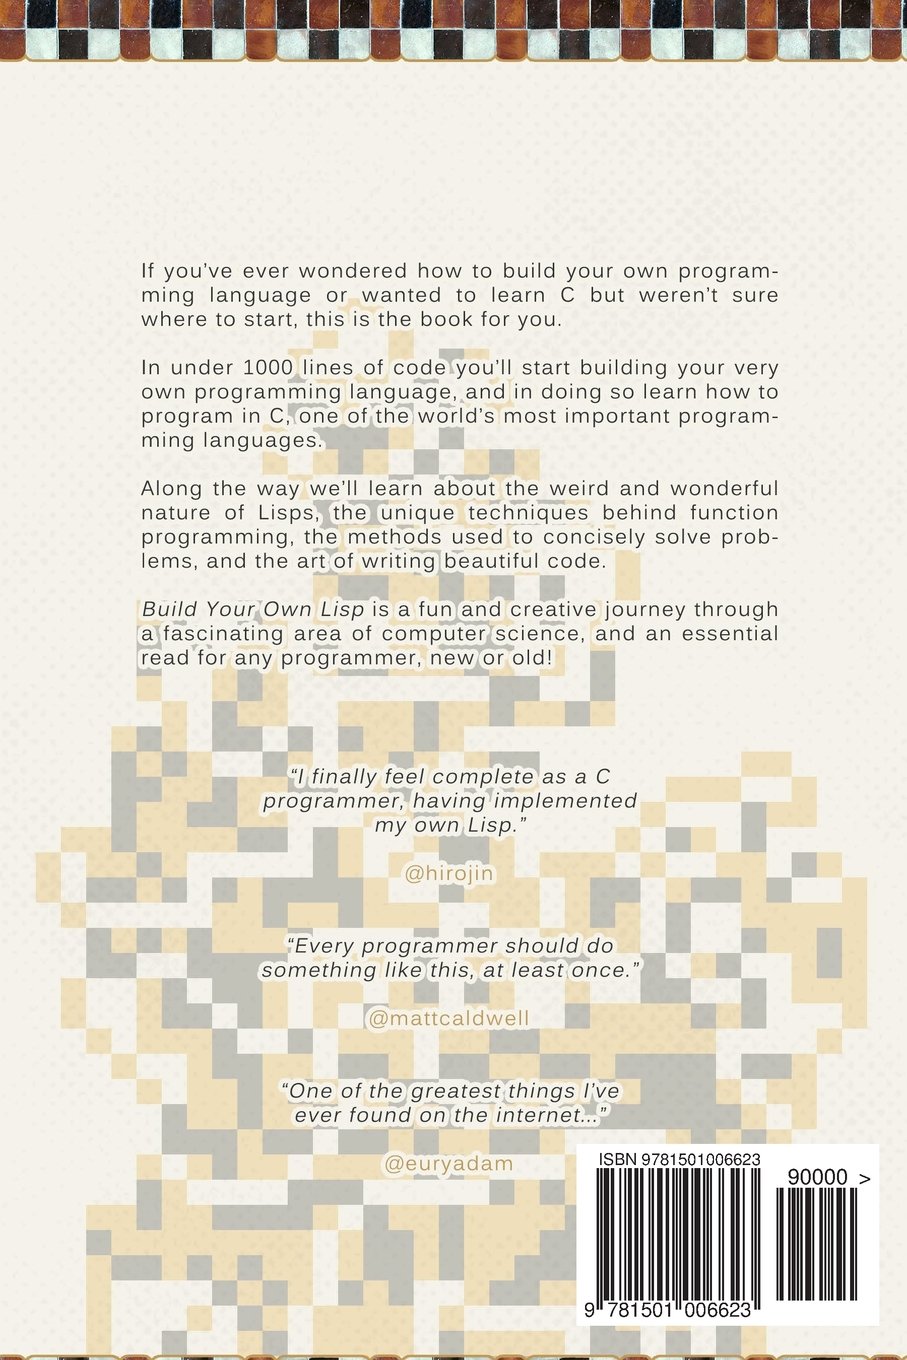 If you’ve ever wondered how to build your own program-
ming language or wanted to learn C but weren’t sure
where to start, this is the book for you.
In under 1000 lines of code you’ll start building your very
own programming language, and in doing so learn how to
program in C, one of the world’s most important program-
ming languages.
Along the way we’ll learn about the weird and wonderful
nature of Lisps, the unique techniques behind function
programming, the methods used to concisely solve prob-
lems, and the art of writing beautiful code.
Build Your Own Lisp is a fun and creative journey through
a fascinating area of computer science, and an essential
read for any programmer, new or old!
“I finally feel complete as a C
programmer, having implemented
my own Lisp.”
@hirojin
“Every programmer should do
something like this, at least once.”
@mattcaldwell
“One of the greatest things I’ve
ever found on the internet...”
@euryadam
ISBN 9781501006623
90000 >
9 781501 006623